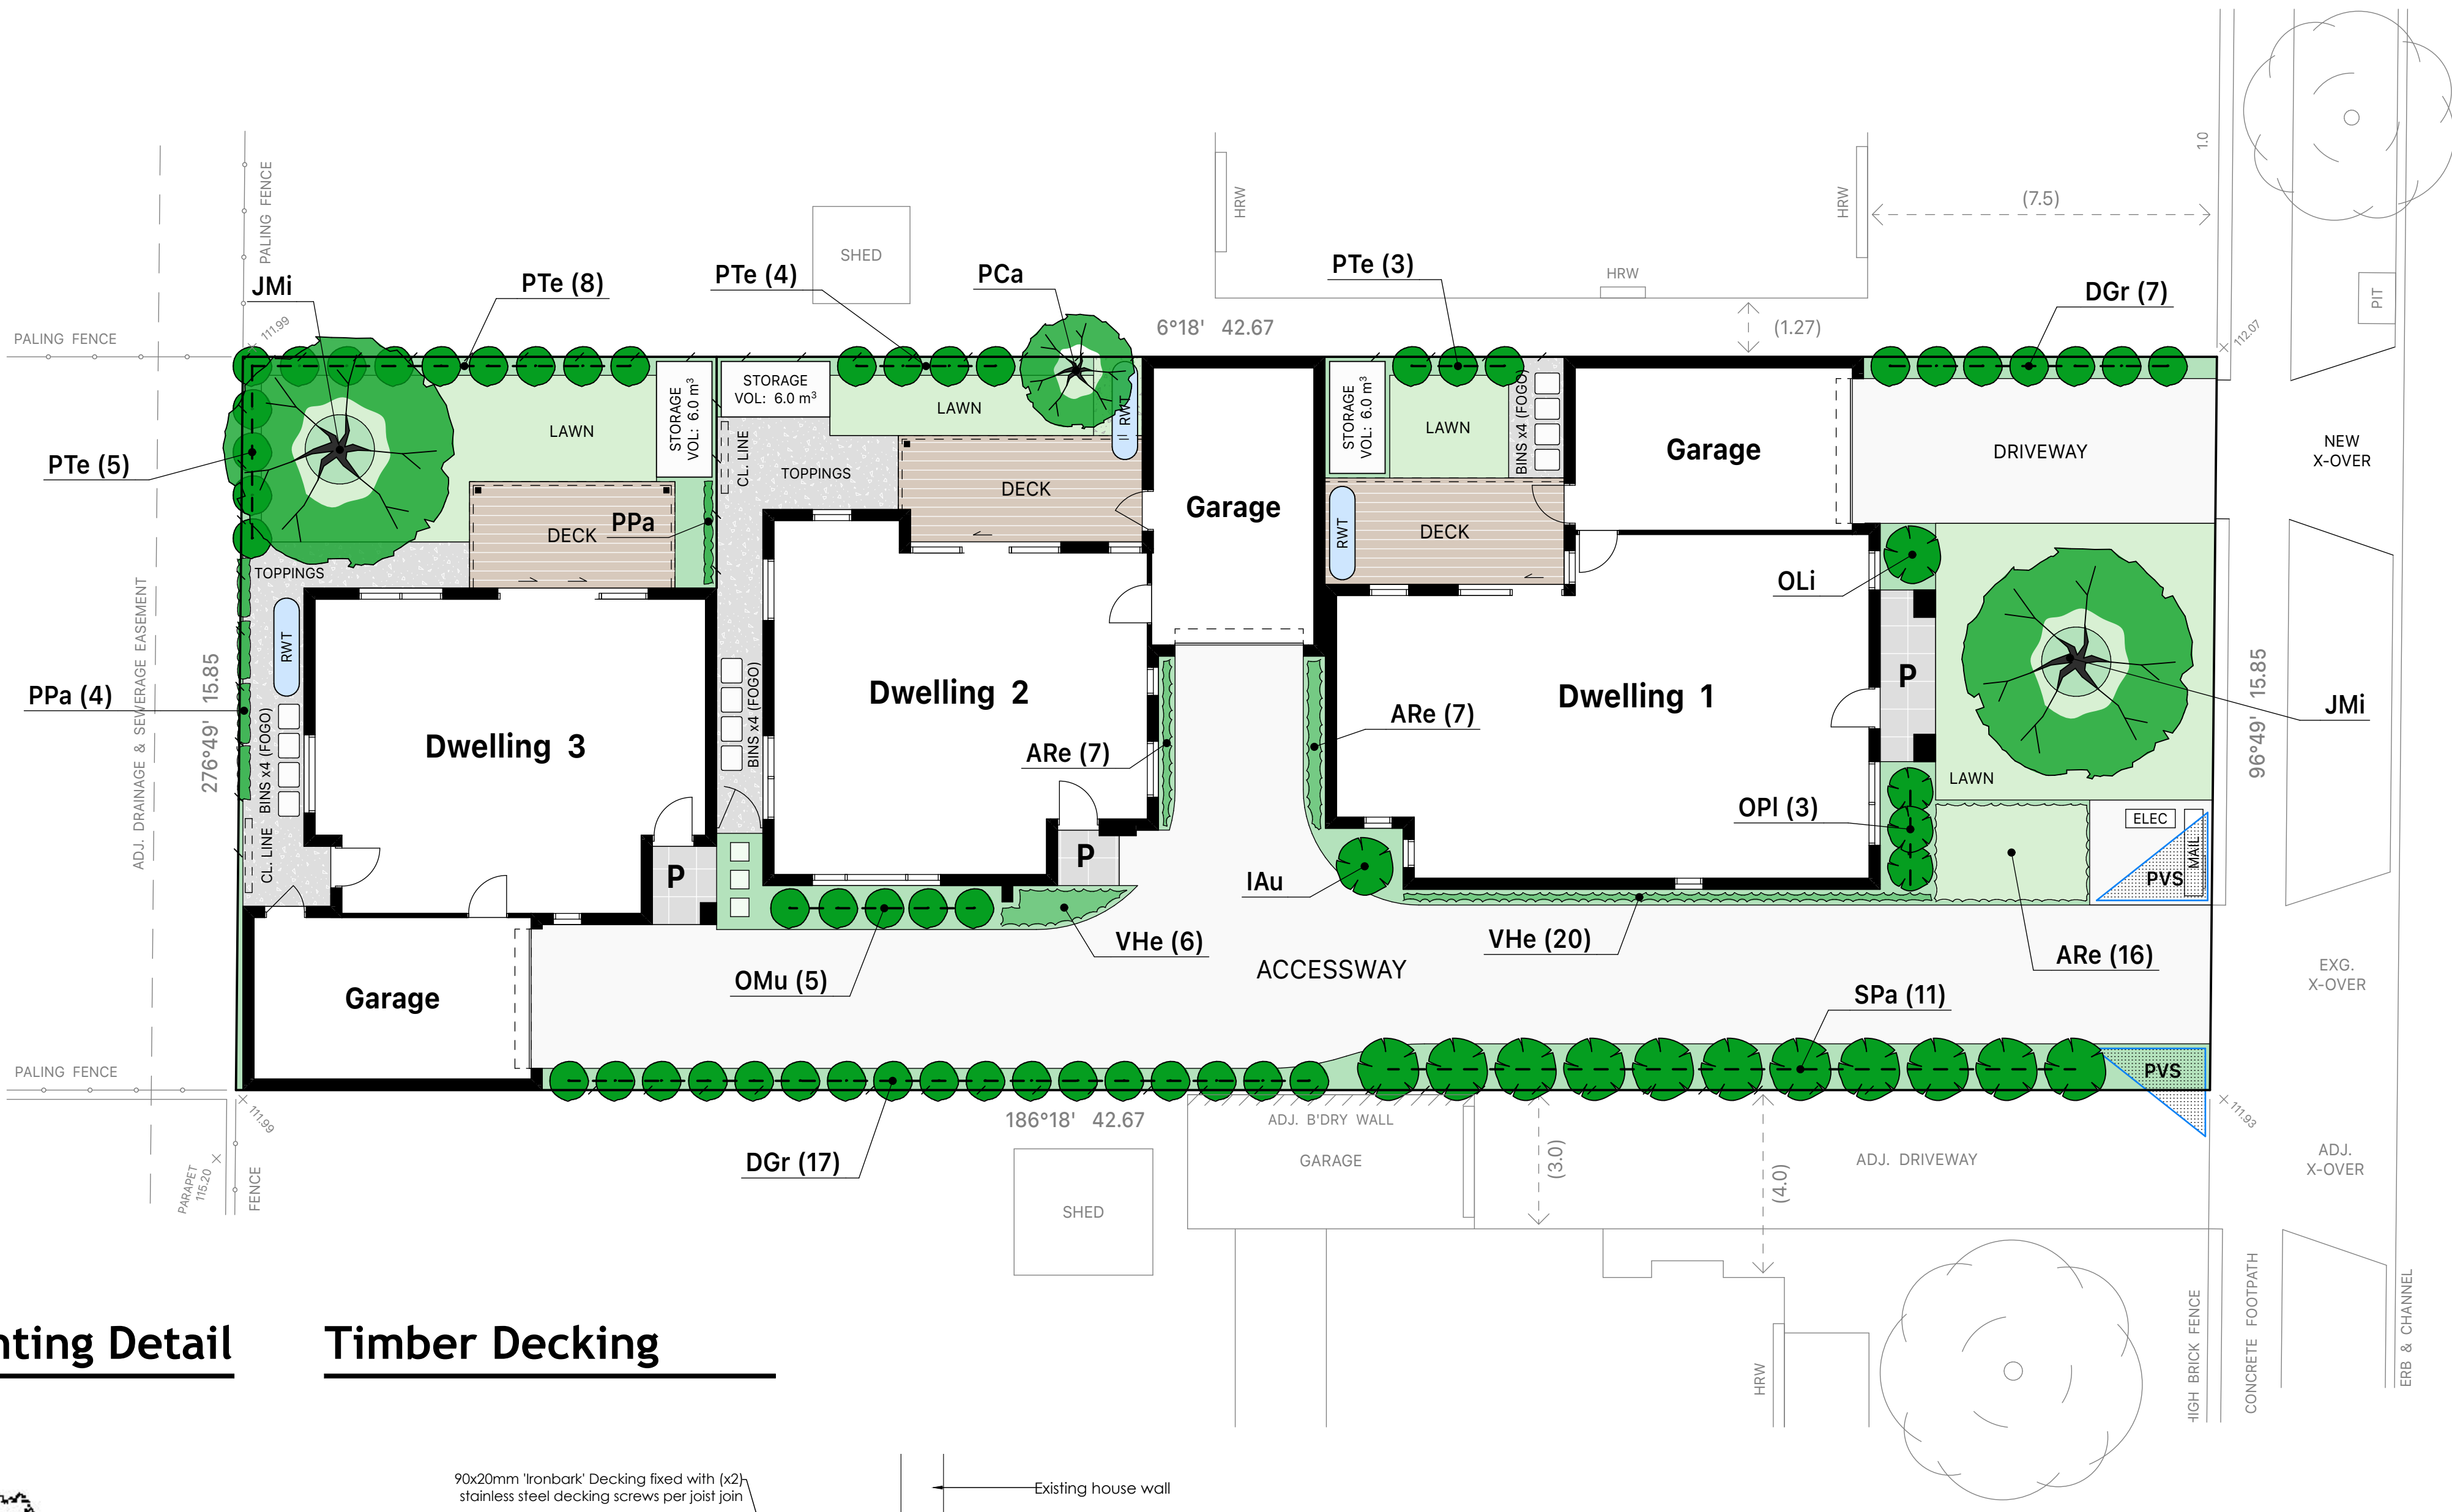 1.0
HRW
HRW
(7.5)
PALING FENCE
SHED
JMi
PTe (8)
PTe (4)
PCa
PTe (3)
HRW
DGr (7)
PIT
PALING FENCE
111.99
6°18' 42.67
(1.27)
112.07
STORAGE
VOL: 6.0 m³
STORAGE
VOL: 6.0 m³
LAWN
RWT
STORAGE
VOL: 6.0 m³
LAWN
BINS x4 (FOGO)
Garage
DRIVEWAY
NEW
X-OVER
LAWN
PTe (5)
CL. LINE
TOPPINGS
DECK
Garage
RWT
DECK
PPa
DECK
TOPPINGS
OLi
ADJ. DRAINAGE & SEWERAGE EASEMENT
276°49' 15.85
RWT
PPa (4)
BINS x4 (FOGO)
CL. LINE
Dwelling 3
BINS x4 (FOGO)
Dwelling 2
ARe (7)
ARe (7)
Dwelling 1
P
JMi
96°49' 15.85
LAWN
OPl (3)
ELEC
MAIL
PVS
P
P
IAu
VHe (6)
VHe (20)
ARe (16)
OMu (5)
ACCESSWAY
EXG.
X-OVER
Garage
SPa (11)
PALING FENCE
PVS
111.99
186°18' 42.67
ADJ. B'DRY WALL
111.93
DGr (17)
GARAGE
(3.0)
(4.0)
ADJ. DRIVEWAY
ADJ.
X-OVER
PARAPET
115.20
FENCE
SHED
HRW
HIGH BRICK FENCE
CONCRETE FOOTPATH
ERB & CHANNEL
nting Detail
Timber Decking
90x20mm 'Ironbark' Decking fixed with (x2)
stainless steel decking screws per joist join
Existing house wall